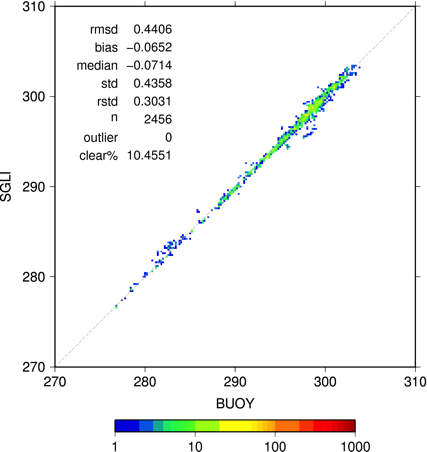 310
300
290
280
270
SGLI
rmsd 0.4406
bias −0.0652
median −0.0714
std 0.4358
rstd 0.3031
n 2456
outlier 0
clear% 10.4551
270 280 290 300 310
BUOY
1 10 100 1000